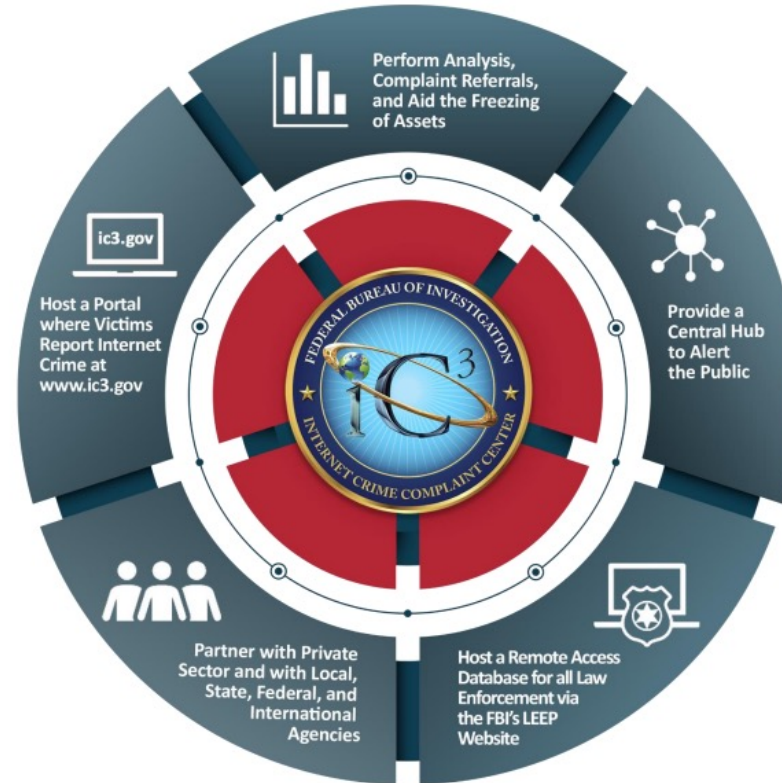 Perform Analysis,
Complaint Referrals,
and Aid the Freezing
of Assets
ic3.gov
Host a Portal
where Victims
Report Internet
Crime at
www.ic3.gov
Provide a
Central Hub
to Alert
the Public
FEDERAL BUREAU OF INVESTIGATION
iC3
INTERNET CRIME COMPLAINT CENTER
Partner with Private
Sector and with Local,
State, Federal, and
International
Agencies
Host a Remote Access
Database for all Law
Enforcement via
the FBI's LEEP
Website